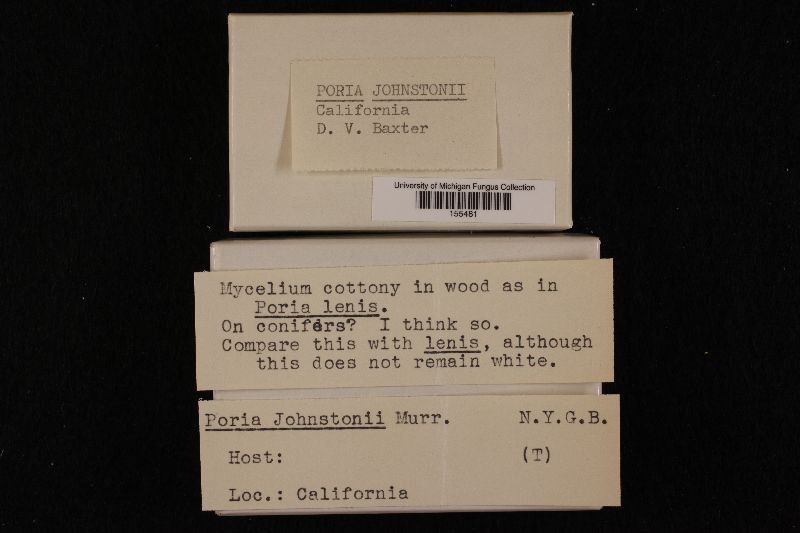 PORIA JOHNSTONII
California
D. V. Baxter
University of Michigan Fungus Collection
155481
Mycelium cottony in wood as in
Poria lenis.
On conifers? I think so.
Compare this with lenis, although
this does not remain white.
Poria Johnstonii Murr. N.Y.G.B.
Host: (T)
Loc.: California